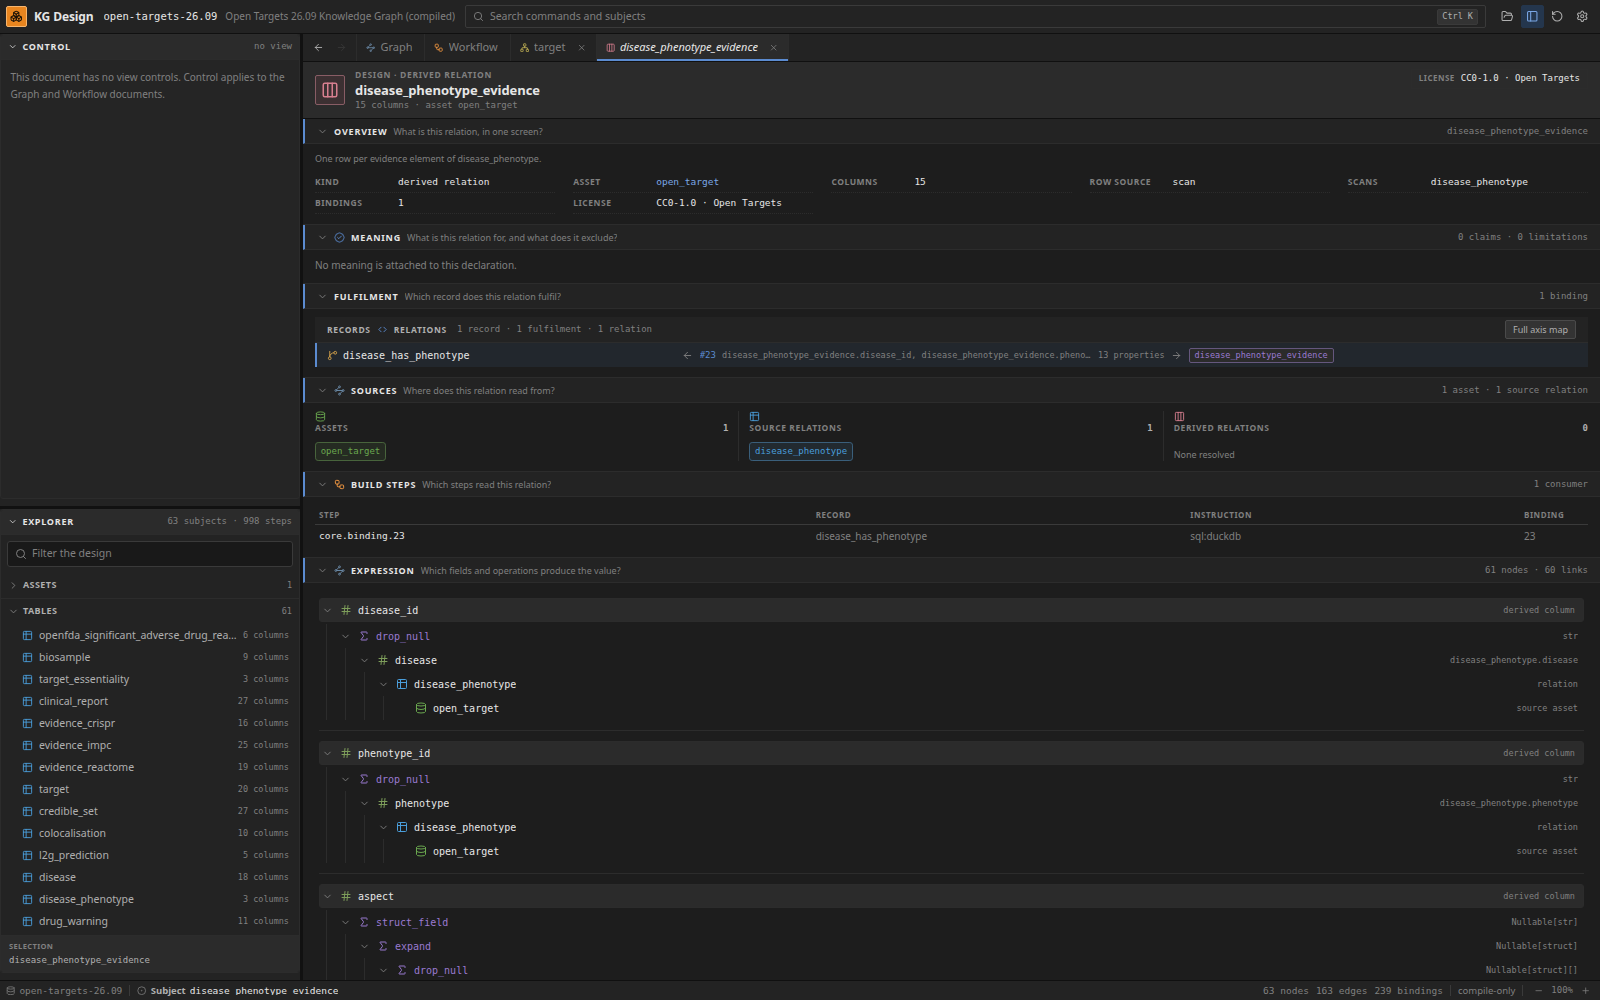 KG Design open-targets-26.09 Open Targets 26.09 Knowledge Graph (compiled) Search commands and subjects Ctrl K
CONTROL no view
This document has no view controls. Control applies to the
Graph and Workflow documents.
EXPLORER 63 subjects · 998 steps
Filter the design
ASSETS 1
TABLES 61
openfda_significant_adverse_drug_rea... 6 columns
biosample 9 columns
target_essentiality 3 columns
clinical_report 27 columns
evidence_crispr 16 columns
evidence_impc 25 columns
evidence_reactome 19 columns
target 20 columns
credible_set 27 columns
colocalisation 10 columns
l2g_prediction 5 columns
disease 18 columns
disease_phenotype 3 columns
drug_warning 11 columns
SELECTION
disease_phenotype_evidence
Graph Workflow target disease_phenotype_evidence
DESIGN · DERIVED RELATION
disease_phenotype_evidence
15 columns · asset open_target
LICENSE CC0-1.0 · Open Targets
OVERVIEW What is this relation, in one screen? disease_phenotype_evidence
One row per evidence element of disease_phenotype.
KIND derived relation ASSET open_target COLUMNS 15 ROW SOURCE scan SCANS disease_phenotype
BINDINGS 1 LICENSE CC0-1.0 · Open Targets
MEANING What is this relation for, and what does it exclude? 0 claims · 0 limitations
No meaning is attached to this declaration.
FULFILMENT Which record does this relation fulfil? 1 binding
RECORDS <> RELATIONS 1 record · 1 fulfilment · 1 relation Full axis map
disease_has_phenotype ← #23 disease_phenotype_evidence.disease_id, disease_phenotype_evidence.pheno… 13 properties → disease_phenotype_evidence
SOURCES Where does this relation read from? 1 asset · 1 source relation
ASSETS 1 SOURCE RELATIONS 1 DERIVED RELATIONS 0
open_target disease_phenotype None resolved
BUILD STEPS Which steps read this relation? 1 consumer
STEP RECORD INSTRUCTION BINDING
core.binding.23 disease_has_phenotype sql:duckdb 23
EXPRESSION Which fields and operations produce the value? 61 nodes · 60 links
disease_id derived column
drop_null str
disease disease_phenotype.disease
disease_phenotype relation
open_target source asset
phenotype_id derived column
drop_null str
phenotype disease_phenotype.phenotype
disease_phenotype relation
open_target source asset
aspect derived column
struct_field Nullable[str]
expand Nullable[struct]
drop_null Nullable[struct][]
open-targets-26.09 Subject disease_phenotype_evidence 63 nodes 163 edges 239 bindings compile-only − 100% +